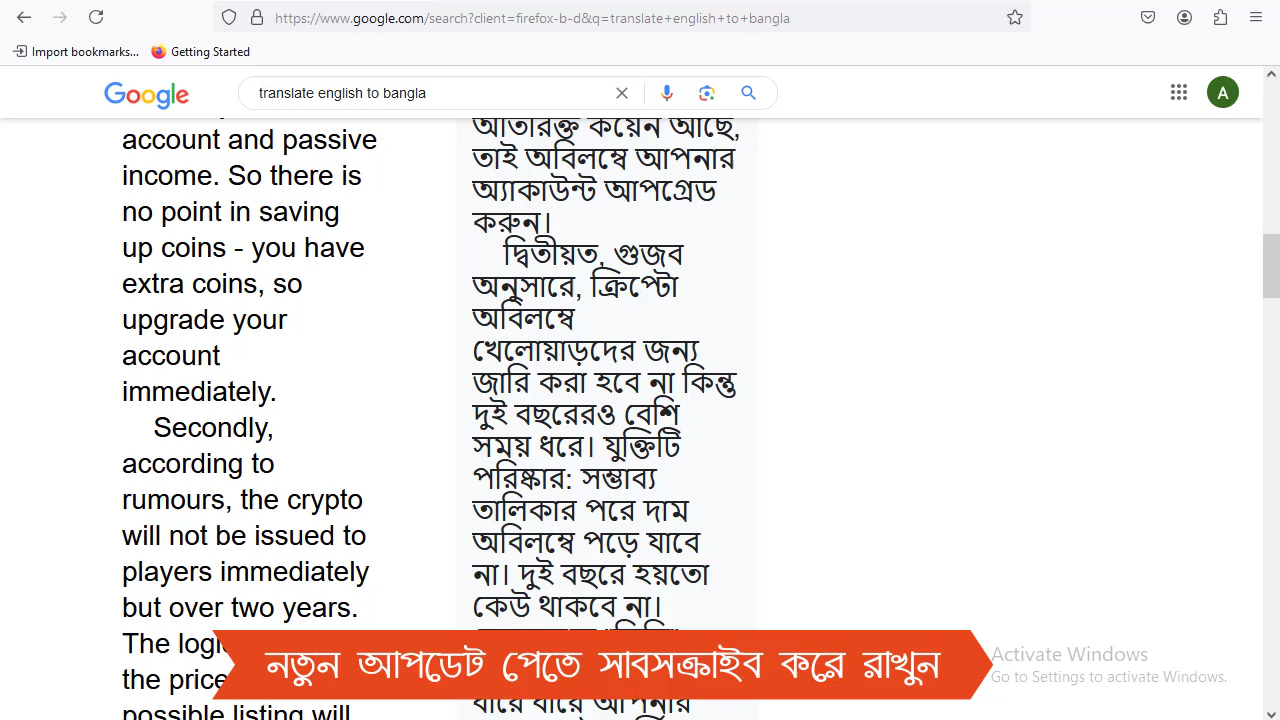 https://www.google.com/search?client=firefox-b-d&q=translate+english+to+bangla
Import bookmarks...
Getting Started
Google
translate english to bangla
A
account and passive
income. So there is
no point in saving
up coins - you have
extra coins, so
upgrade your
account
immediately.
Secondly,
according to
rumours, the crypto
will not be issued to
players immediately
but over two years.
The
the price
possible listing will
অতিরিক্ত কয়েন আছে,
তাই অবিলম্বে আপনার
অ্যাকাউন্ট আপগ্রেড
করুন।
দ্বিতীয়ত, গুজব
অনুসারে, ক্রিপ্টো
অবিলম্বে
খেলোয়াড়দের জন্য
জারি করা হবে না কিন্তু
দুই বছরেরও বেশি
সময় ধরে। যুক্তিটি
পরিষ্কার: সম্ভাব্য
তালিকার পরে দাম
অবিলম্বে পড়ে যাবে
না। দুই বছরে হয়তো
কেউ থাকবে না।
ধীরে ধীরে আপনার
নতুন আপডেট পেতে সাবসক্রাইব করে রাখুন
Activate Windows
Go to Settings to activate Windows.